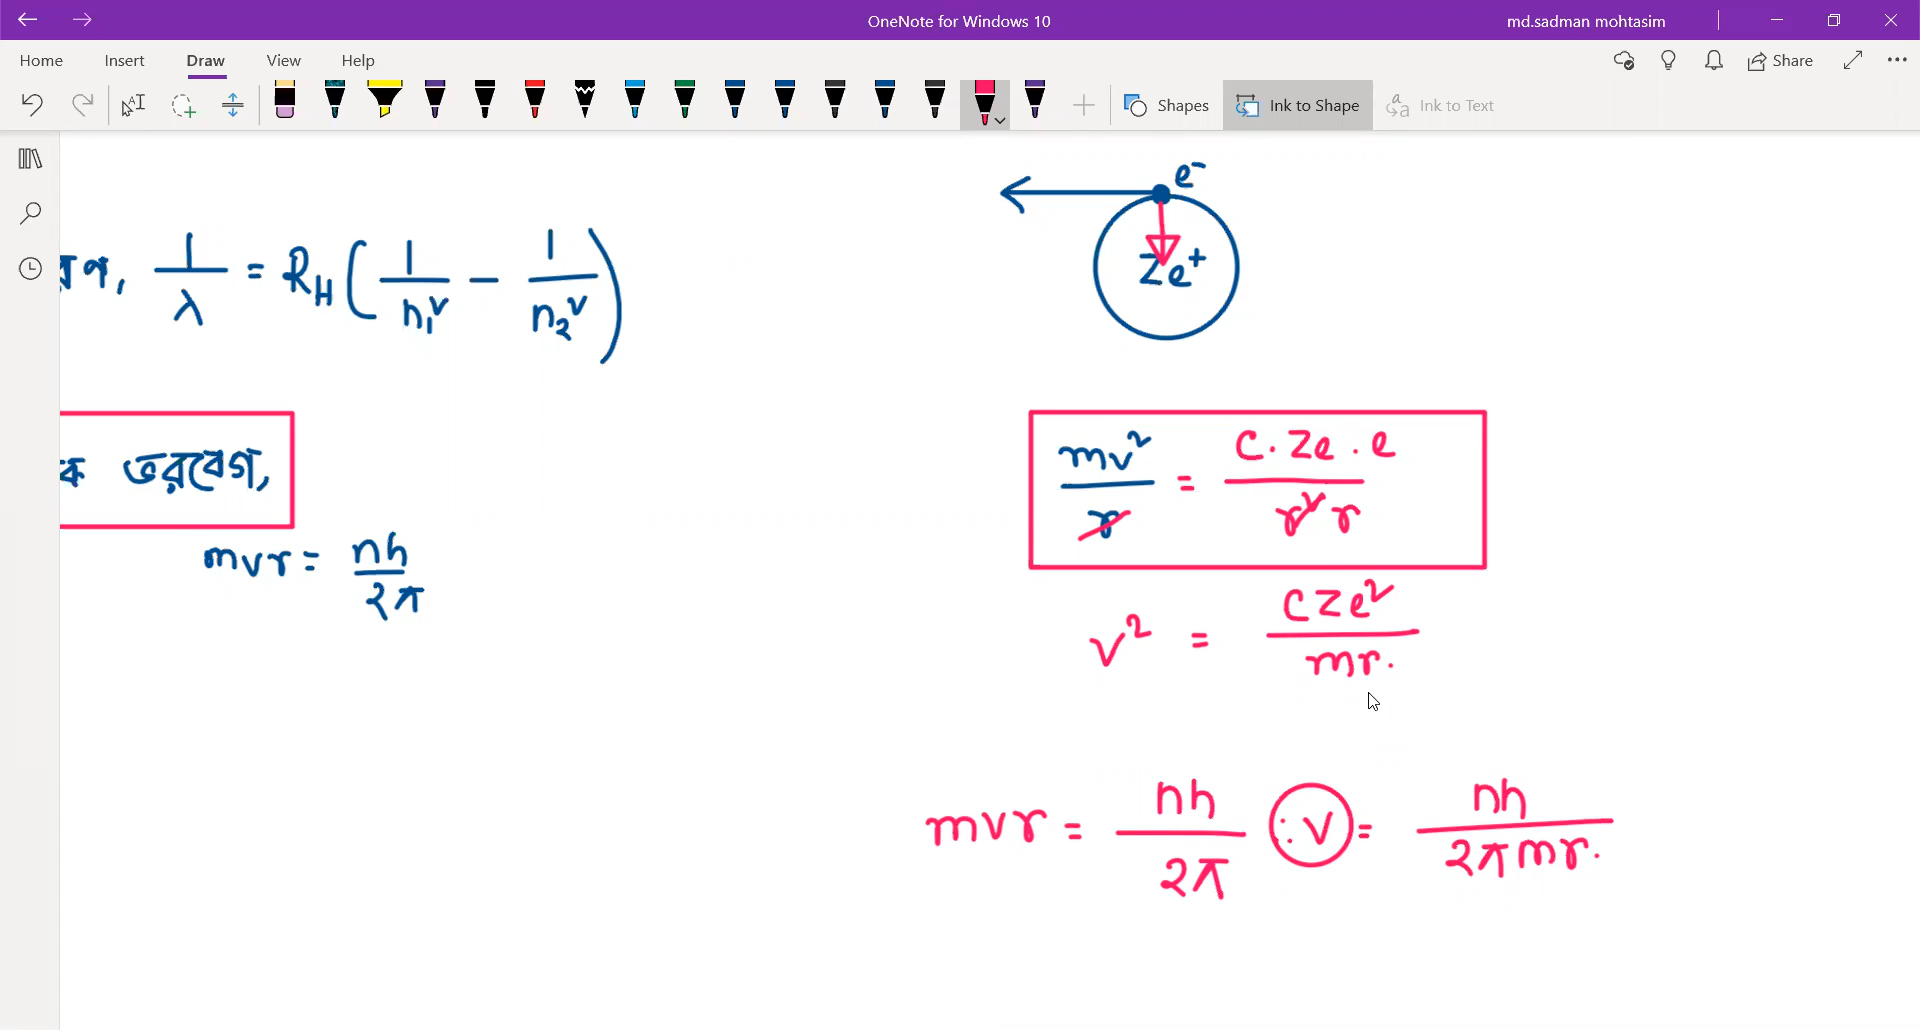 OneNote for Windows 10
md.sadman mohtasim
Home Insert Draw View Help
Share
Shapes Ink to Shape Ink to Text
e⁻
Ze⁺
1/λ = R_H (1/n₁² − 1/n₂²)
mv²/r = C.Ze.e/r² r
তরবেগ,
mvr = nh/2π
v² = CZe²/mr.
mvr = nh/2π ∴ v = nh/2πmr.